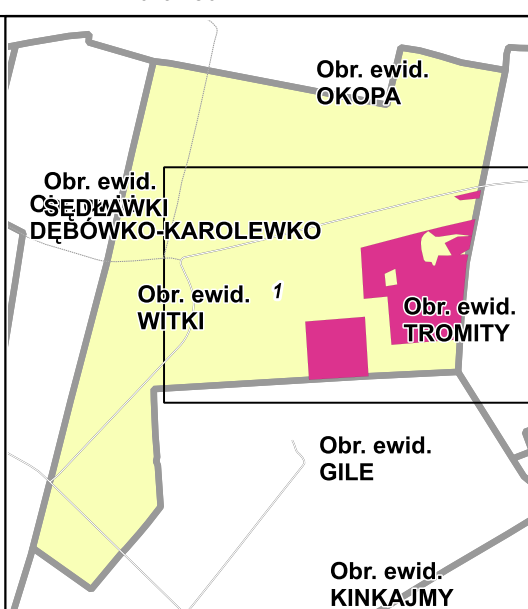 Obr. ewid.
OKOPA
Obr. ewid.
SĘDŁAWKI
DĘBÓWKO-KAROLEWKO
Obr. ewid.
WITKI
1
Obr. ewid.
TROMITY
Obr. ewid.
GILE
Obr. ewid.
KINKAJMY